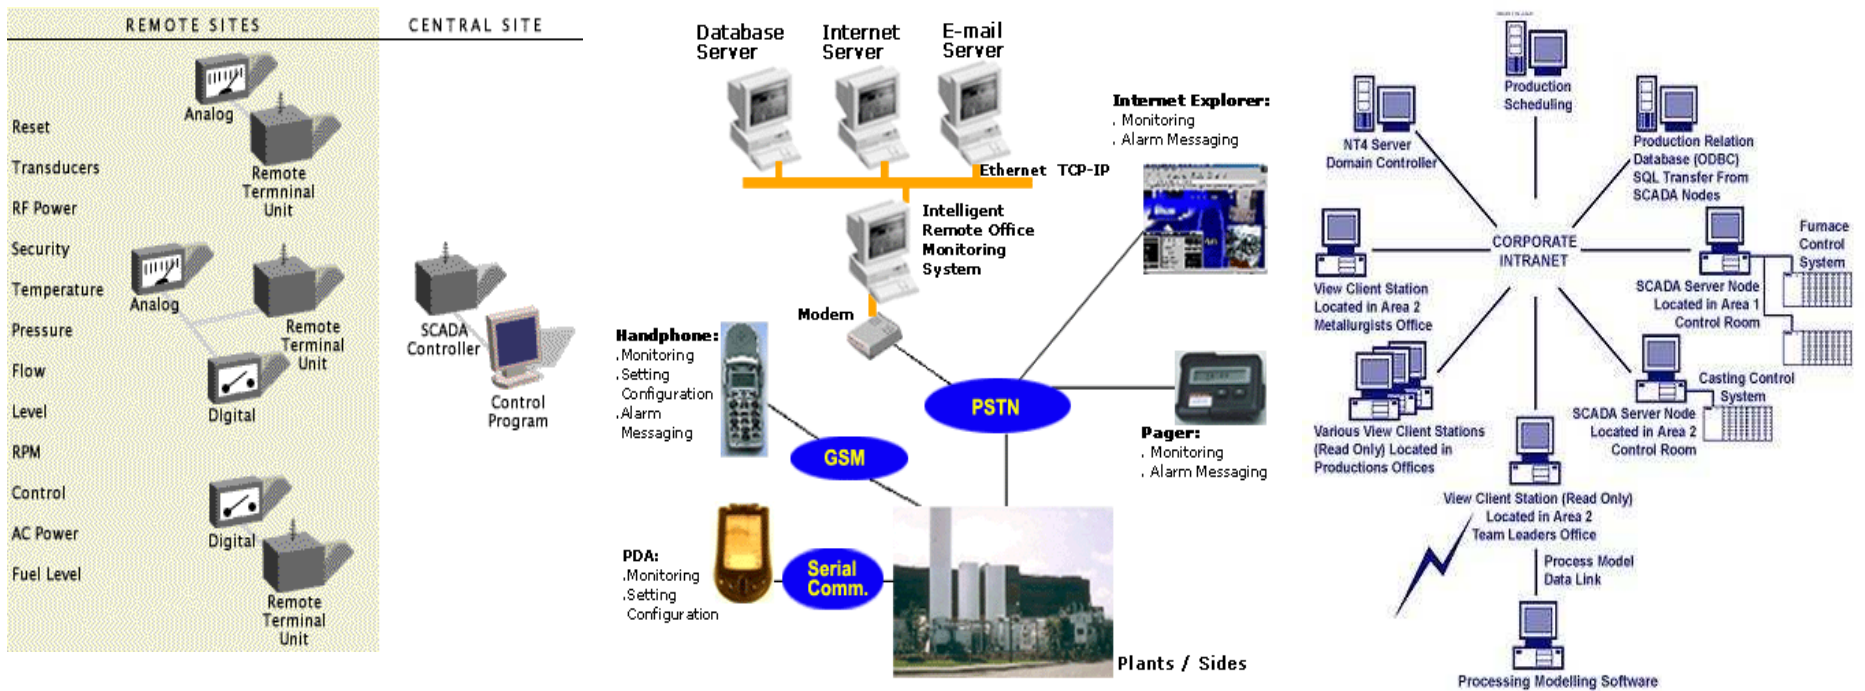 REMOTE SITES
CENTRAL SITE
Reset
Transducers
RF Power
Security
Temperature
Pressure
Flow
Level
RPM
Control
AC Power
Fuel Level
Analog
Remote
Termninal
Unit
Analog
Remote
Terminal
Unit
Digital
Digital
Remote
Terminal
Unit
SCADA
Controller
Control
Program
Database
Server
Internet
Server
E-mail
Server
Ethernet TCP-IP
Intelligent
Remote Office
Monitoring
System
Modem
Internet Explorer:
. Monitoring
. Alarm Messaging
Handphone:
.Monitoring
.Setting
Configuration
.Alarm
Messaging
PSTN
GSM
Pager:
. Monitoring
. Alarm Messaging
PDA:
.Monitoring
.Setting
Configuration
Serial
Comm.
Plants / Sides
Production
Scheduling
NT4 Server
Domain Controller
Production Relation
Database (ODBC)
SQL Transfer From
SCADA Nodes
CORPORATE
INTRANET
Furnace
Control
System
View Client Station
Located in Area 2
Metallurgists Office
SCADA Server Node
Located in Area 1
Control Room
Various View Client Stations
(Read Only) Located in
Productions Offices
Casting Control
System
SCADA Server Node
Located in Area 2
Control Room
View Client Station (Read Only)
Located in Area 2
Team Leaders Office
Process Model
Data Link
Processing Modelling Software